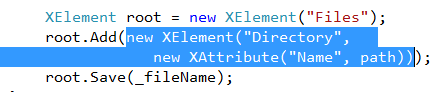 XElement root = new XElement("Files");
root.Add(new XElement("Directory",
new XAttribute("Name", path)));
root.Save(_fileName);